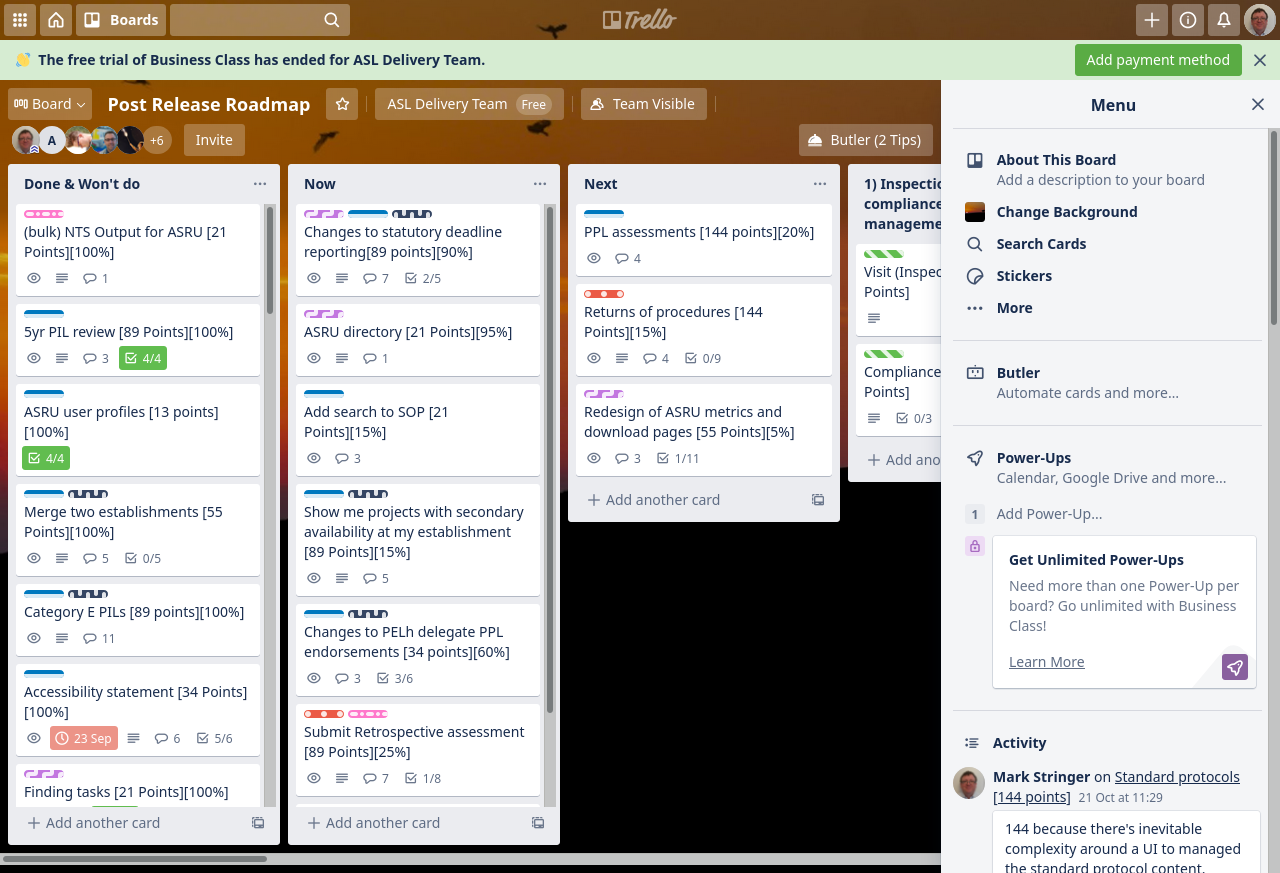 Boards
Trello
The free trial of Business Class has ended for ASL Delivery Team.
Add payment method
Board
Post Release Roadmap
ASL Delivery Team Free
Team Visible
A
+6
Invite
Butler (2 Tips)
Done & Won't do
(bulk) NTS Output for ASRU [21
Points][100%]
1
5yr PIL review [89 Points][100%]
3
4/4
ASRU user profiles [13 points]
[100%]
4/4
Merge two establishments [55
Points][100%]
5
0/5
Category E PILs [89 points][100%]
11
Accessibility statement [34 Points]
[100%]
23 Sep
6
5/6
Finding tasks [21 Points][100%]
Add another card
Now
Changes to statutory deadline
reporting[89 points][90%]
7
2/5
ASRU directory [21 Points][95%]
1
Add search to SOP [21
Points][15%]
3
Show me projects with secondary
availability at my establishment
[89 Points][15%]
5
Changes to PELh delegate PPL
endorsements [34 points][60%]
3
3/6
Submit Retrospective assessment
[89 Points][25%]
7
1/8
Add another card
Next
PPL assessments [144 points][20%]
4
Returns of procedures [144
Points][15%]
4
0/9
Redesign of ASRU metrics and
download pages [55 Points][5%]
3
1/11
Add another card
1) Inspectio
compliance
manageme
Visit (Inspec
Points]
Compliance
Points]
0/3
Add ano
Menu
About This Board
Add a description to your board
Change Background
Search Cards
Stickers
More
Butler
Automate cards and more...
Power-Ups
Calendar, Google Drive and more...
1
Add Power-Up...
Get Unlimited Power-Ups
Need more than one Power-Up per
board? Go unlimited with Business
Class!
Learn More
Activity
Mark Stringer on Standard protocols
[144 points] 21 Oct at 11:29
144 because there's inevitable
complexity around a UI to managed
the standard protocol content.